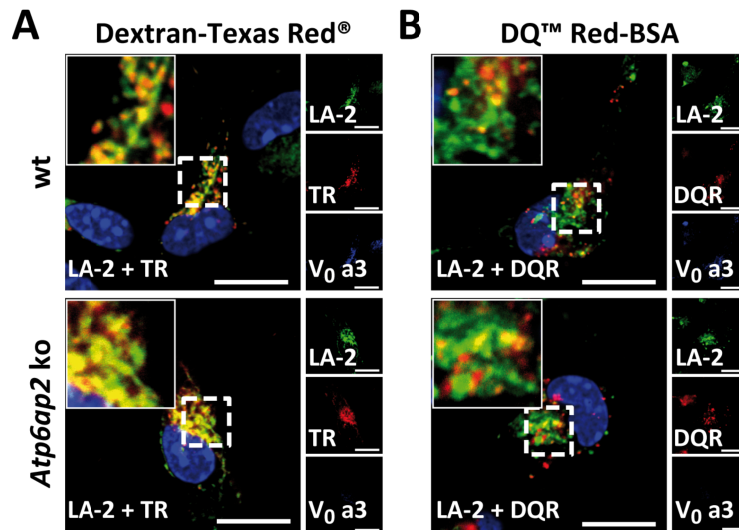 A
Dextran-Texas Red®
B
DQ™ Red-BSA
wt
LA-2 + TR
LA-2
TR
V0 a3
LA-2 + DQR
LA-2
DQR
V0 a3
Atp6ap2 ko
LA-2 + TR
LA-2
TR
V0 a3
LA-2 + DQR
LA-2
DQR
V0 a3